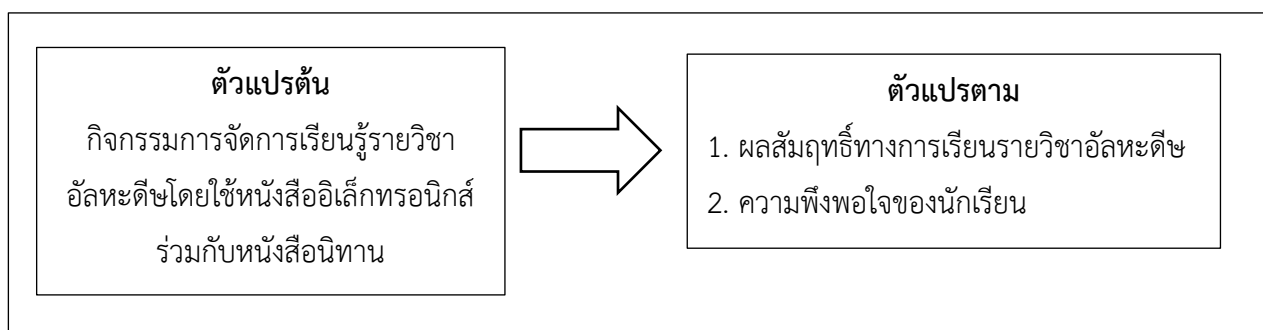 ตัวแปรต้น
กิจกรรมการจัดการเรียนรู้รายวิชา
อัลหะดีษโดยใช้หนังสืออิเล็กทรอนิกส์
ร่วมกับหนังสือนิทาน
ตัวแปรตาม
1. ผลสัมฤทธิ์ทางการเรียนรายวิชาอัลหะดีษ
2. ความพึงพอใจของนักเรียน